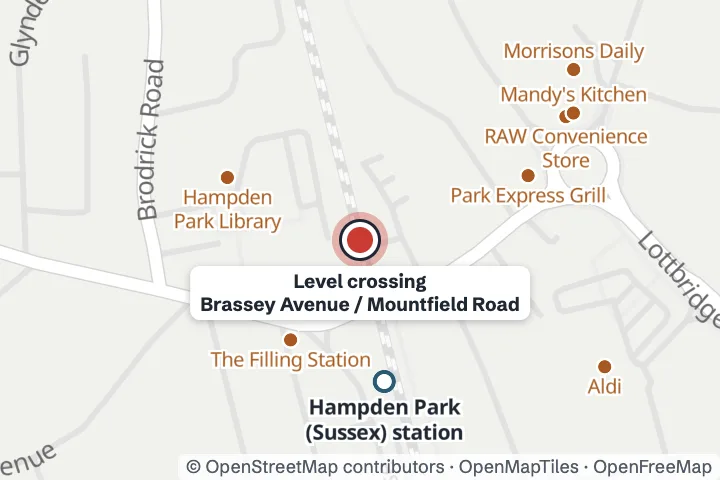 Morrisons Daily
Mandy's Kitchen
RAW Convenience
Store
Brodrick Road
Hampden
Park Library
Park Express Grill
Level crossing
Brassey Avenue / Mountfield Road
The Filling Station
Aldi
Hampden Park
(Sussex) station
enue
© OpenStreetMap contributors · OpenMapTiles · OpenFreeMap
Glynde
Lottbridge